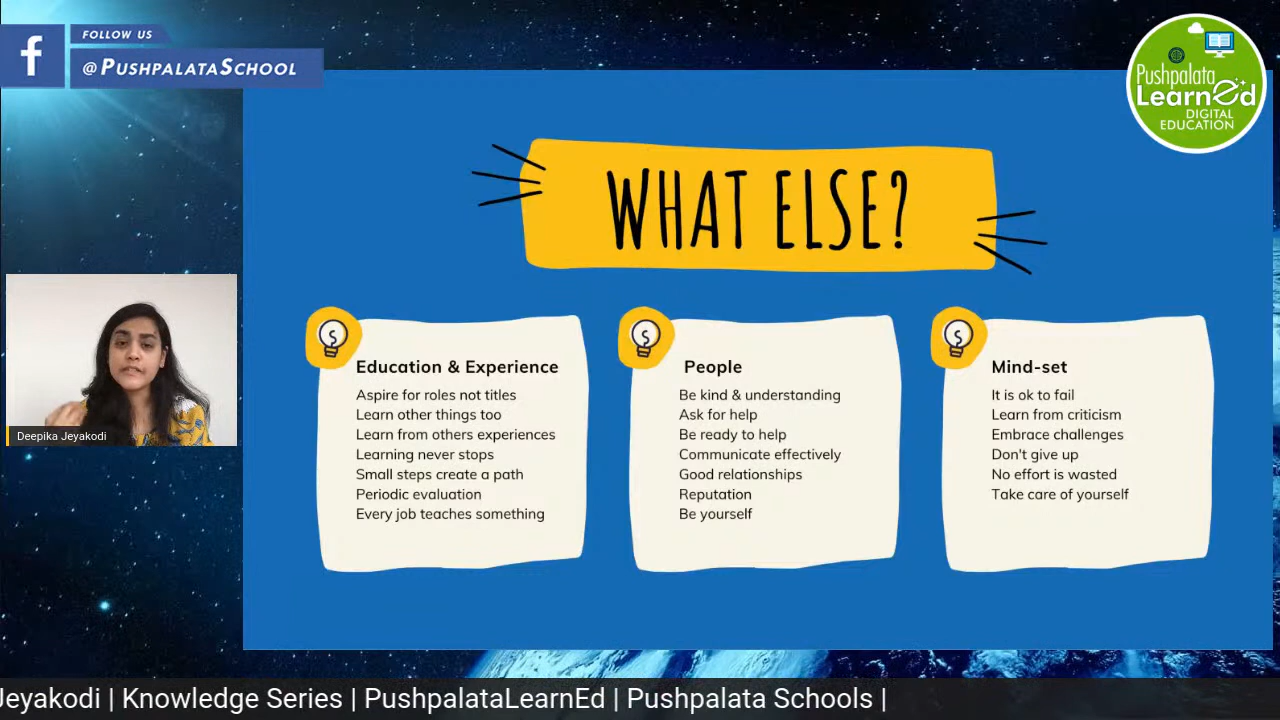 FOLLOW US
@PUSHPALATASCHOOL
Pushpalata
LearnEd
DIGITAL
EDUCATION
WHAT ELSE?
Education & Experience
Aspire for roles not titles
Learn other things too
Learn from others experiences
Learning never stops
Small steps create a path
Periodic evaluation
Every job teaches something
People
Be kind & understanding
Ask for help
Be ready to help
Communicate effectively
Good relationships
Reputation
Be yourself
Mind-set
It is ok to fail
Learn from criticism
Embrace challenges
Don't give up
No effort is wasted
Take care of yourself
Deepika Jeyakodi
Jeyakodi | Knowledge Series | PushpalataLearnEd | Pushpalata Schools |